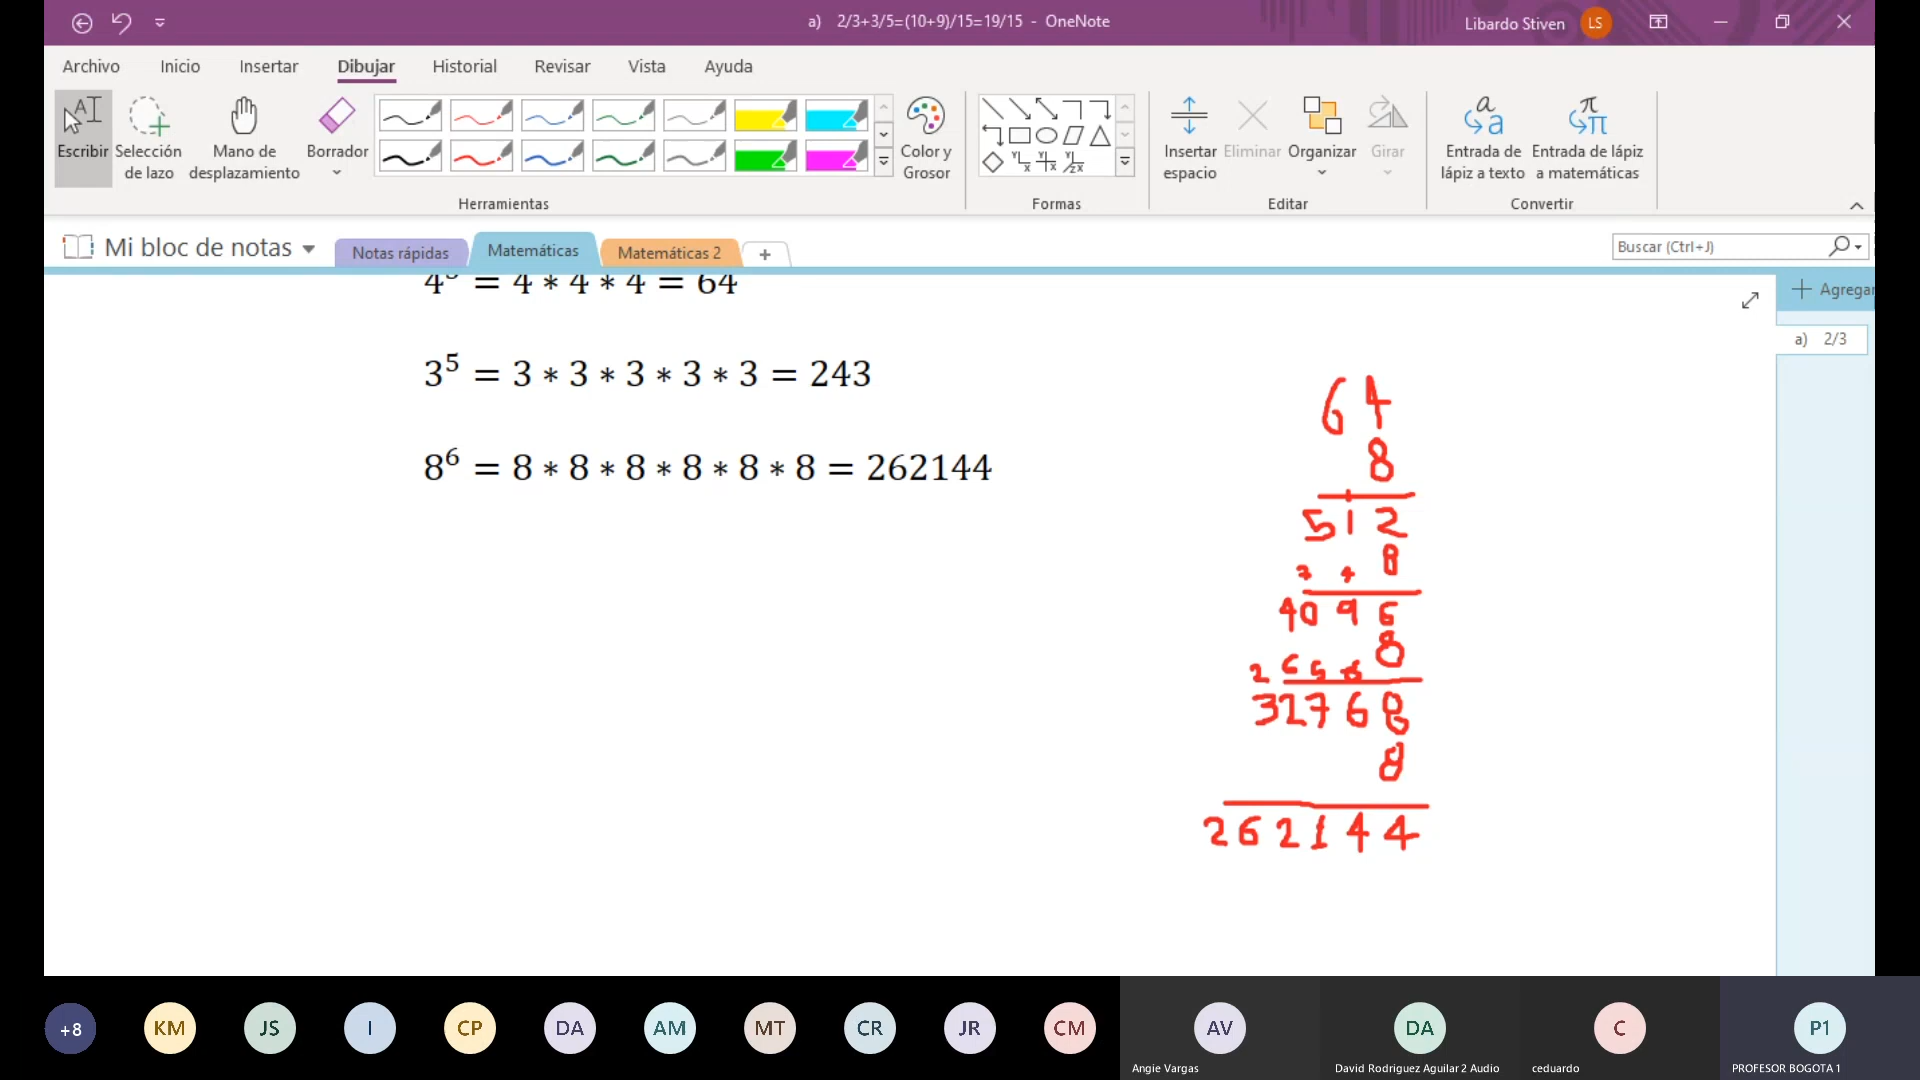 a) 2/3+3/5=(10+9)/15=19/15 - OneNote
Libardo Stiven LS
Archivo Inicio Insertar Dibujar Historial Revisar Vista Ayuda
Escribir
Selección de lazo
Mano de desplazamiento
Borrador
Color y Grosor
Insertar espacio
Eliminar
Organizar
Girar
Entrada de lápiz a texto
Entrada de lápiz a matemáticas
Herramientas Formas Editar Convertir
Mi bloc de notas Notas rápidas Matemáticas Matemáticas 2 +
Buscar (Ctrl+J)
Agregar
a) 2/3
= 4 * 4 * 4 = 64
3^5 = 3 * 3 * 3 * 3 * 3 = 243
8^6 = 8 * 8 * 8 * 8 * 8 * 8 = 262144
64
8
512
8
4096
8
32768
8
262144
+8 KM JS I CP DA AM MT CR JR CM AV DA C P1
Angie Vargas
David Rodriguez Aguilar 2 Audio
ceduardo
PROFESOR BOGOTA 1